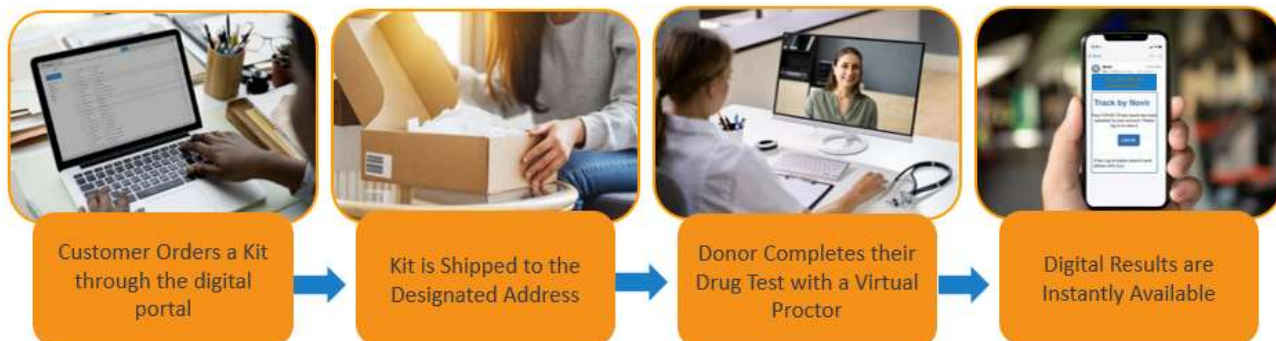 Track by Novir
Customer Orders a Kit
through the digital
portal
Kit is Shipped to the
Designated Address
Donor Completes their
Drug Test with a Virtual
Proctor
Digital Results are
Instantly Available